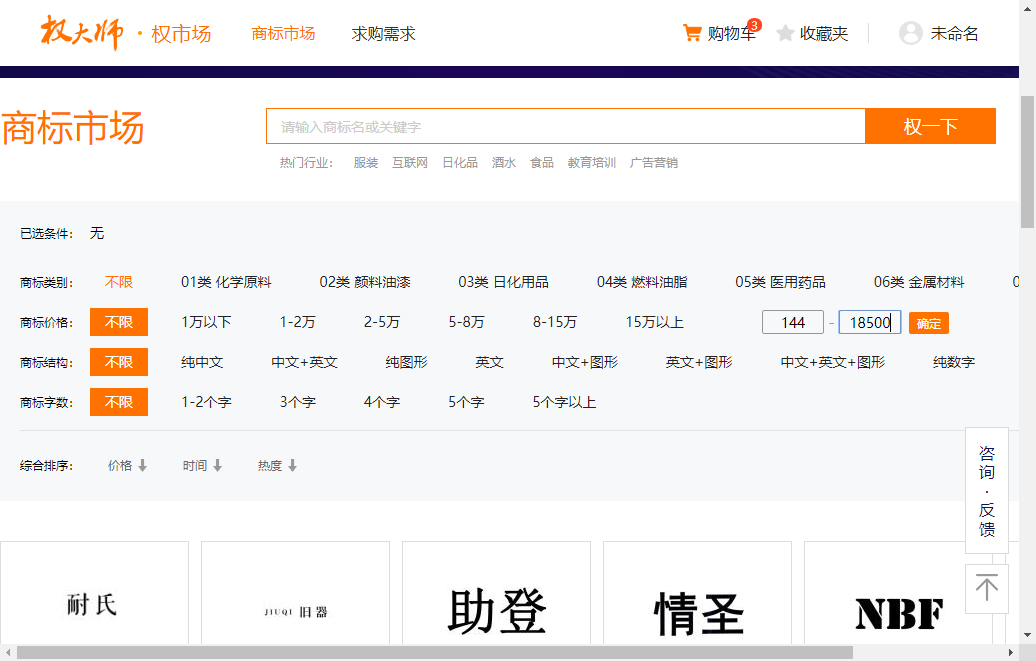 权大师 · 权市场 商标市场 求购需求 购物车 3 收藏夹 未命名
商标市场 请输入商标名或关键字 权一下
热门行业： 服装 互联网 日化品 酒水 食品 教育培训 广告营销
已选条件： 无
商标类别： 不限 01类 化学原料 02类 颜料油漆 03类 日化用品 04类 燃料油脂 05类 医用药品 06类 金属材料 0
商标价格： 不限 1万以下 1-2万 2-5万 5-8万 8-15万 15万以上 144 - 18500 确定
商标结构： 不限 纯中文 中文+英文 纯图形 英文 中文+图形 英文+图形 中文+英文+图形 纯数字
商标字数： 不限 1-2个字 3个字 4个字 5个字 5个字以上
综合排序： 价格 时间 热度
咨询·反馈
耐氏 JIUQI 旧器 助登 情圣 NBF